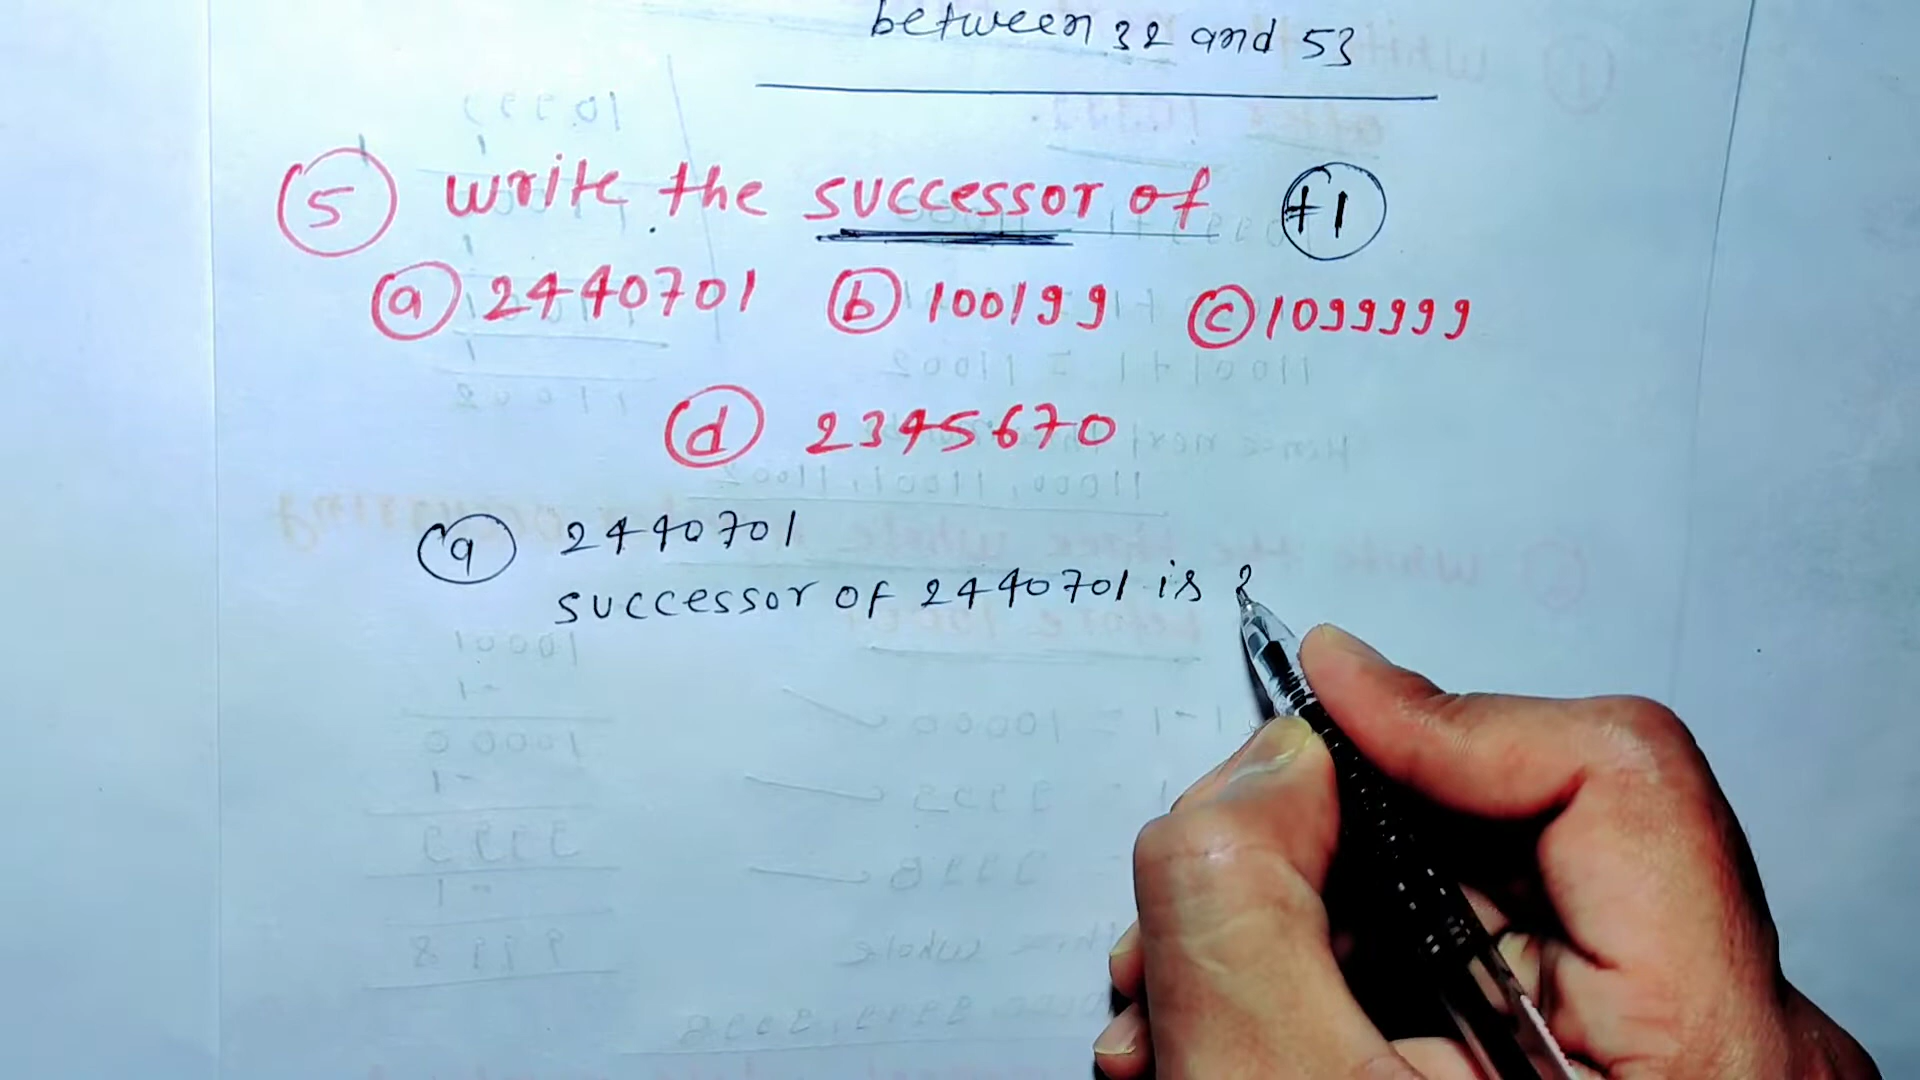 between 32 and 53
5 write the successor of +1
a 2440701 b 100199 c 1099999
d 2345670
a 2440701
successor of 2440701 is 2